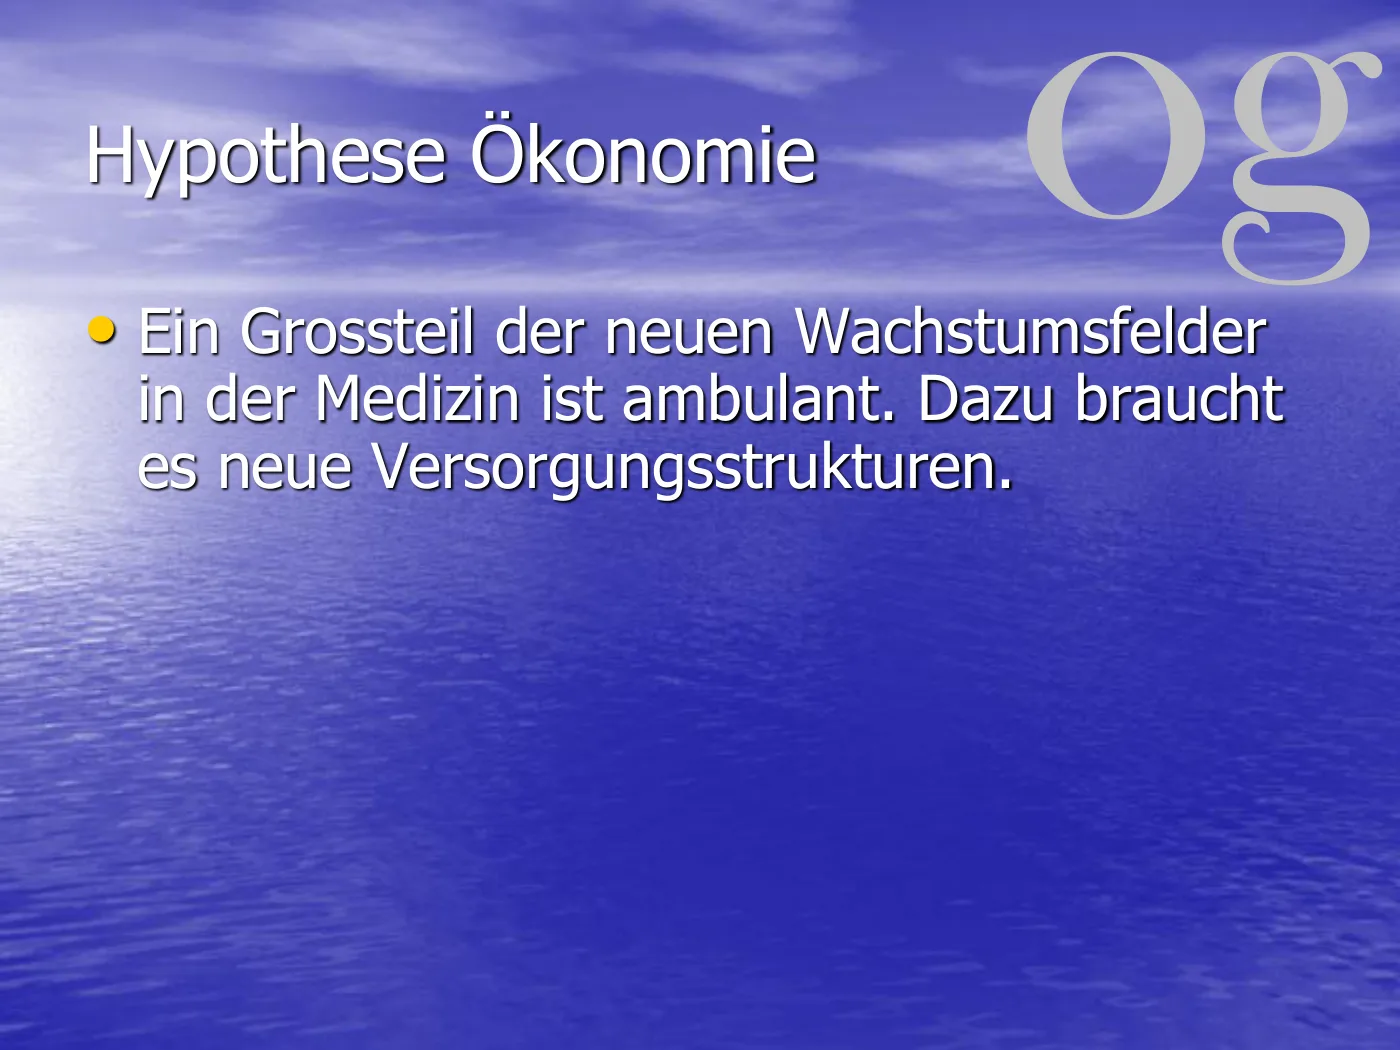 og
Hypothese Ökonomie
• Ein Grossteil der neuen Wachstumsfelder
in der Medizin ist ambulant. Dazu braucht
es neue Versorgungsstrukturen.